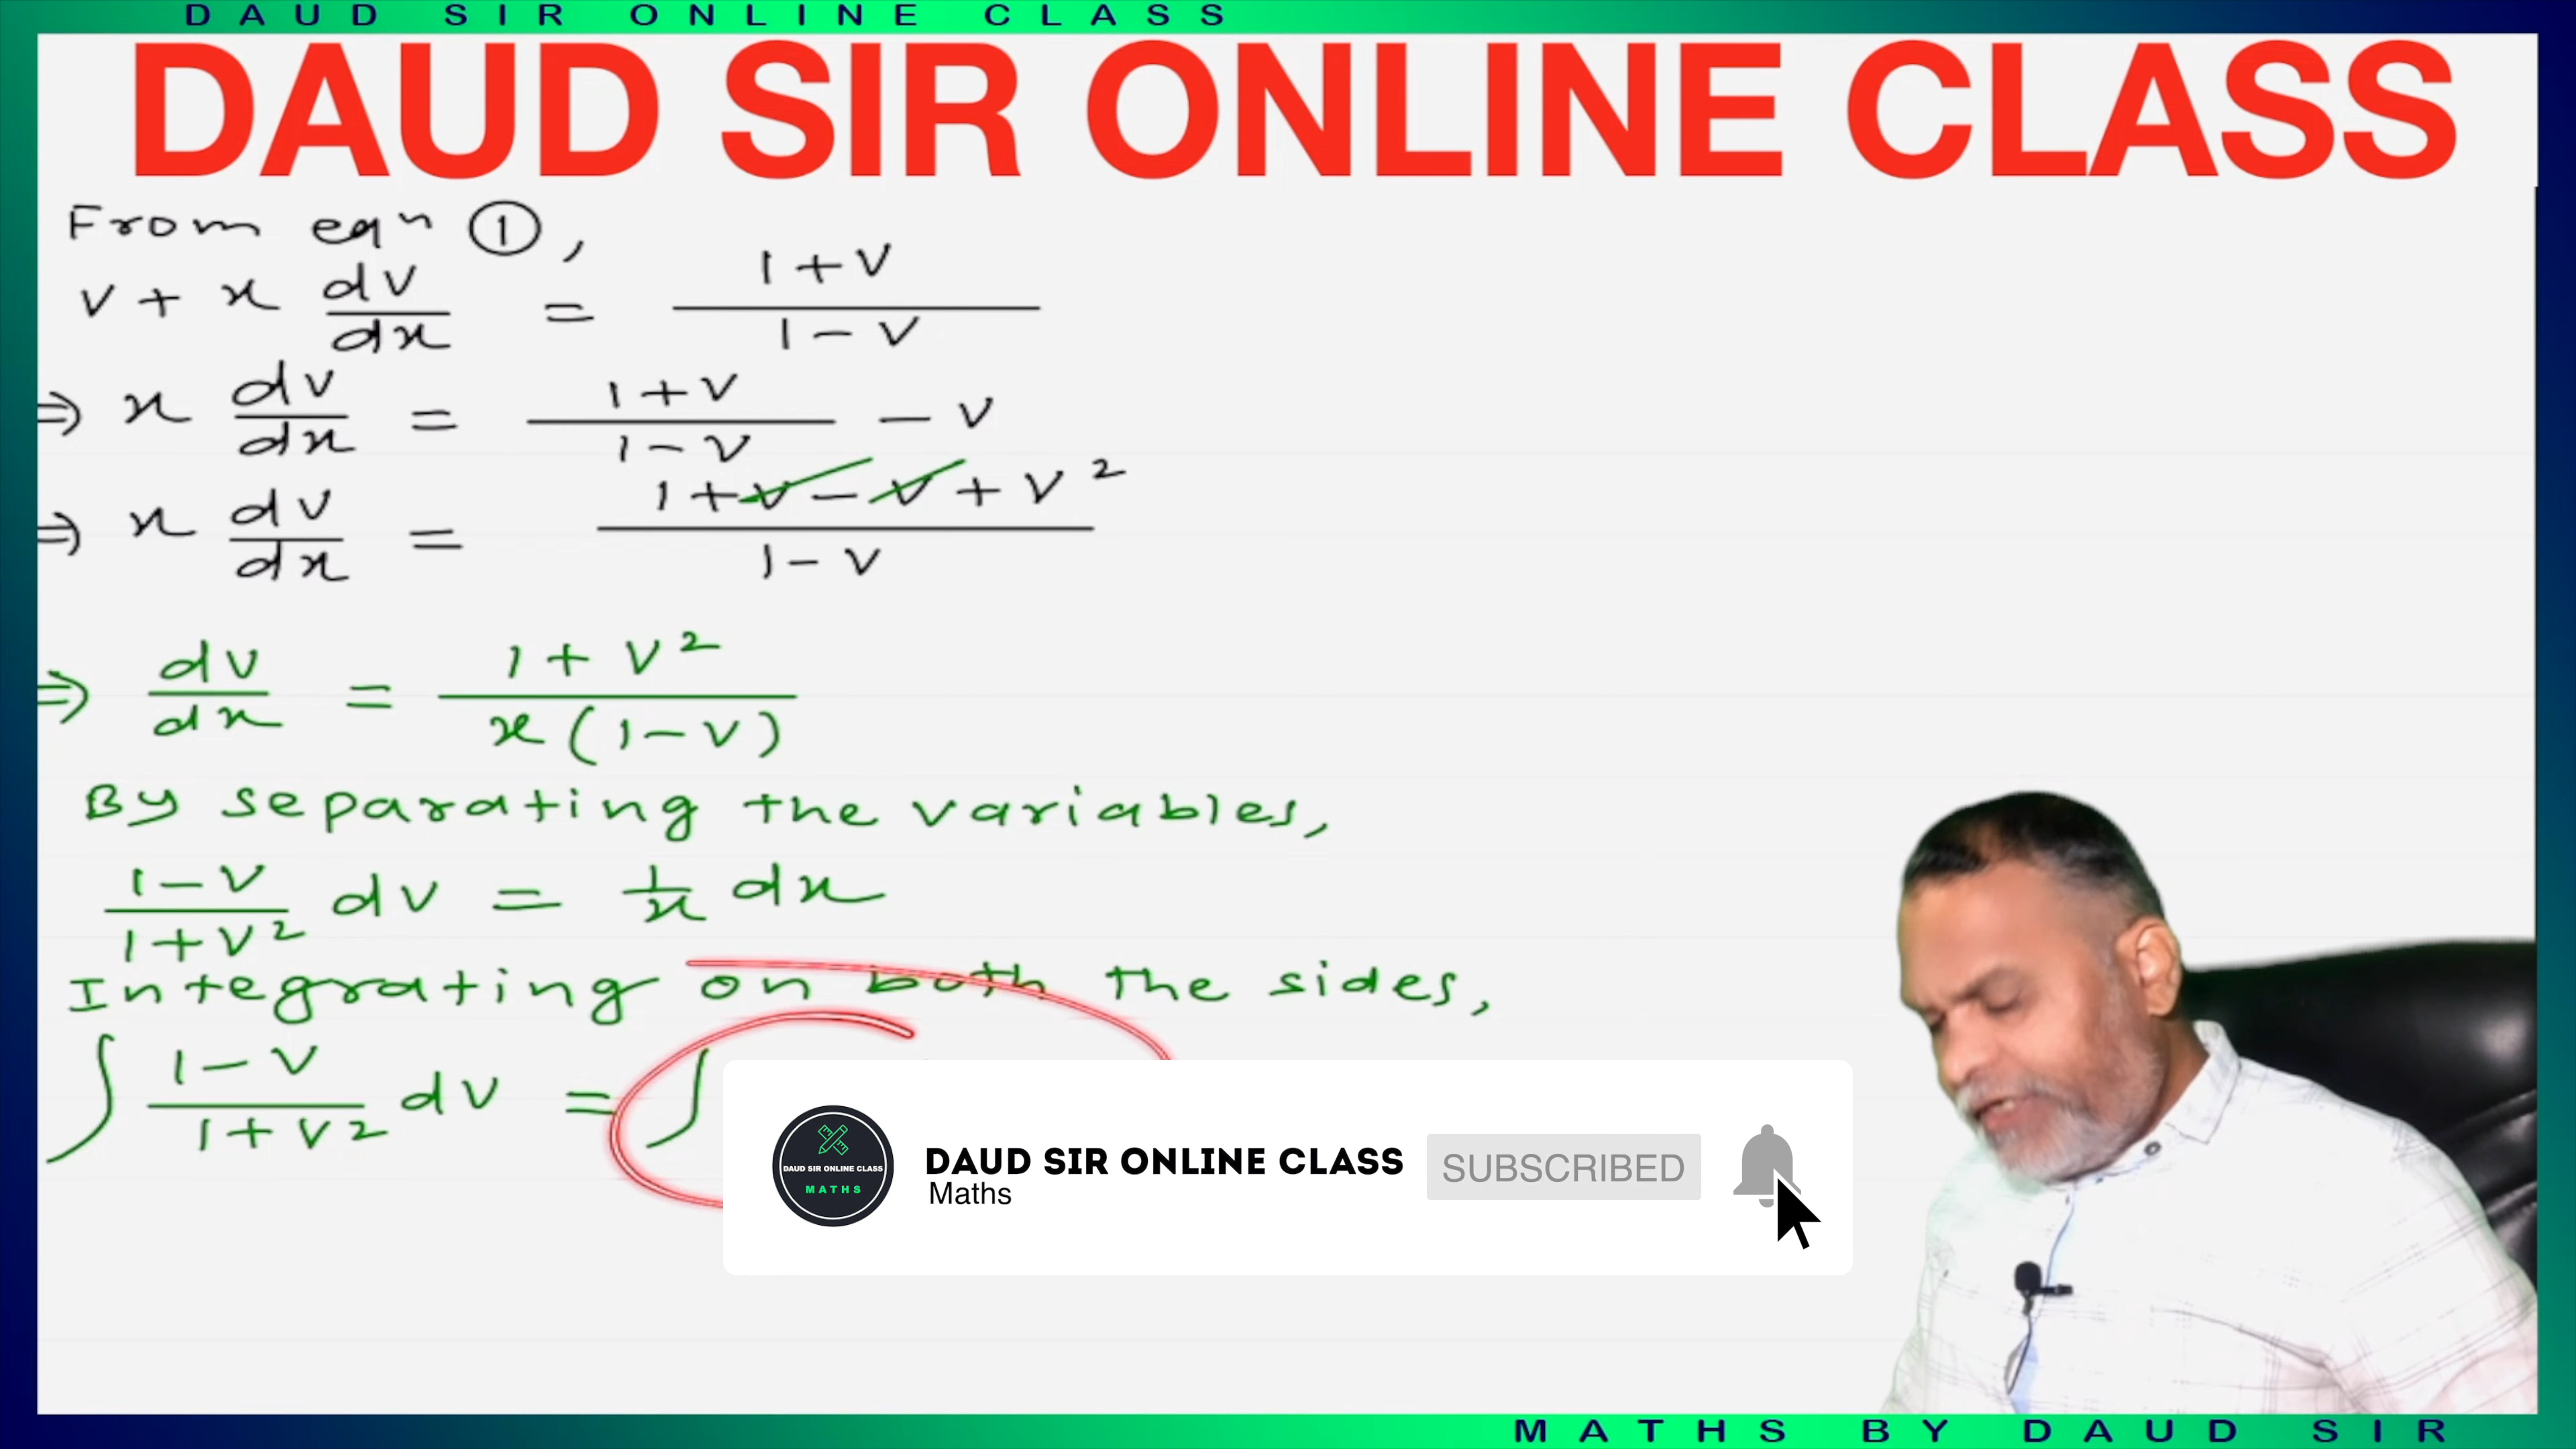 DAUD SIR ONLINE CLASS
DAUD SIR ONLINE CLASS
From eqn ①,
v + x dv/dx = (1+v)/(1-v)
⇒ x dv/dx = (1+v)/(1-v) - v
⇒ x dv/dx = (1+v-v+v²)/(1-v)
⇒ dv/dx = (1+v²)/(x(1-v))
By separating the variables,
(1-v)/(1+v²) dv = 1/x dx
Integrating on both the sides,
∫ (1-v)/(1+v²) dv = ∫
DAUD SIR ONLINE CLASS
MATHS
DAUD SIR ONLINE CLASS
Maths
SUBSCRIBED
MATHS BY DAUD SIR